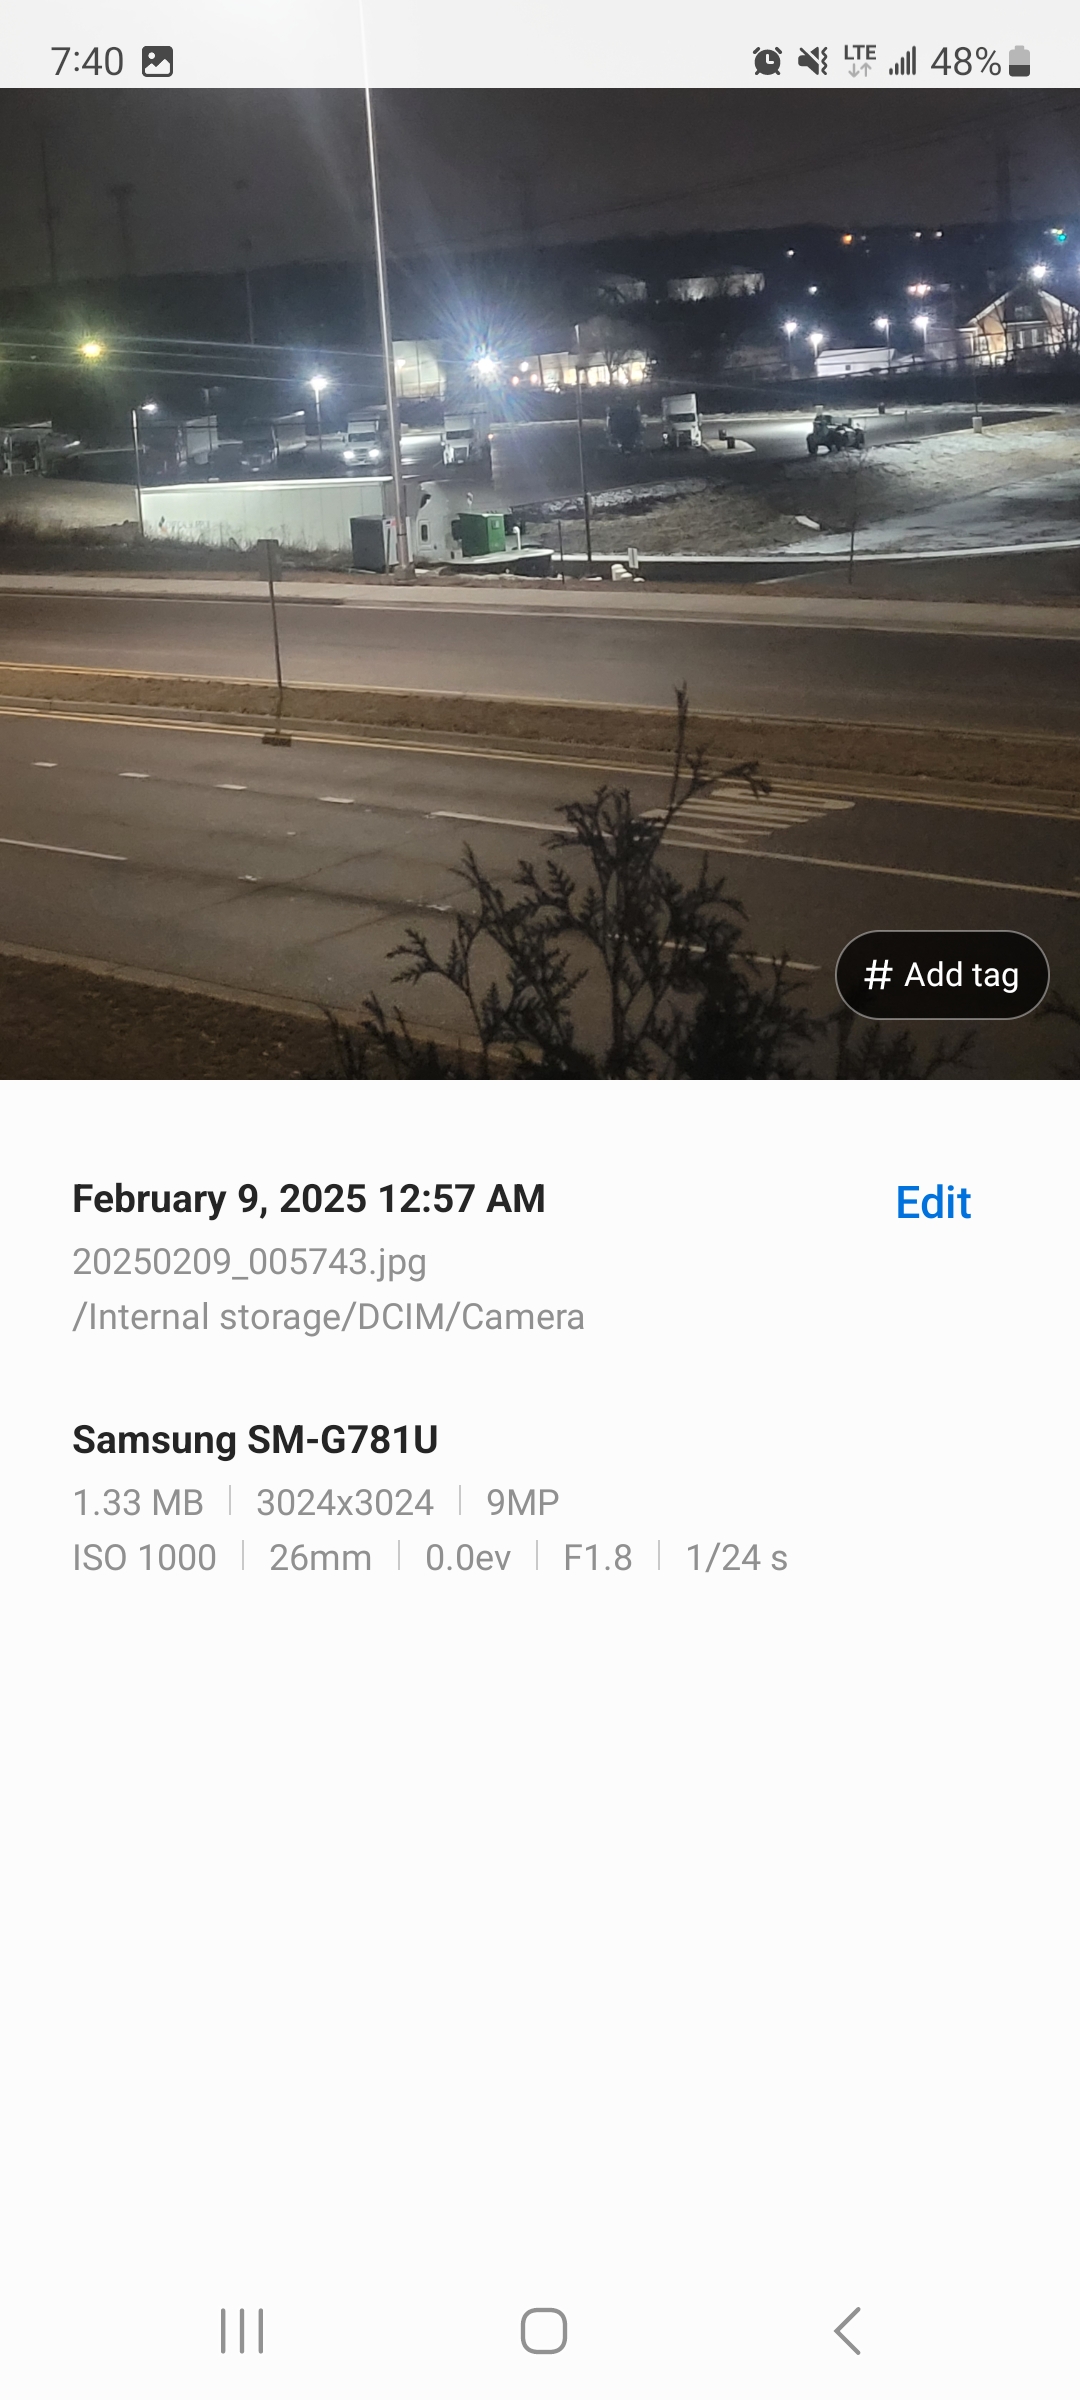 7:40 LTE 48%
# Add tag
February 9, 2025 12:57 AM Edit
20250209_005743.jpg
/Internal storage/DCIM/Camera
Samsung SM-G781U
1.33 MB | 3024x3024 | 9MP
ISO 1000 | 26mm | 0.0ev | F1.8 | 1/24 s